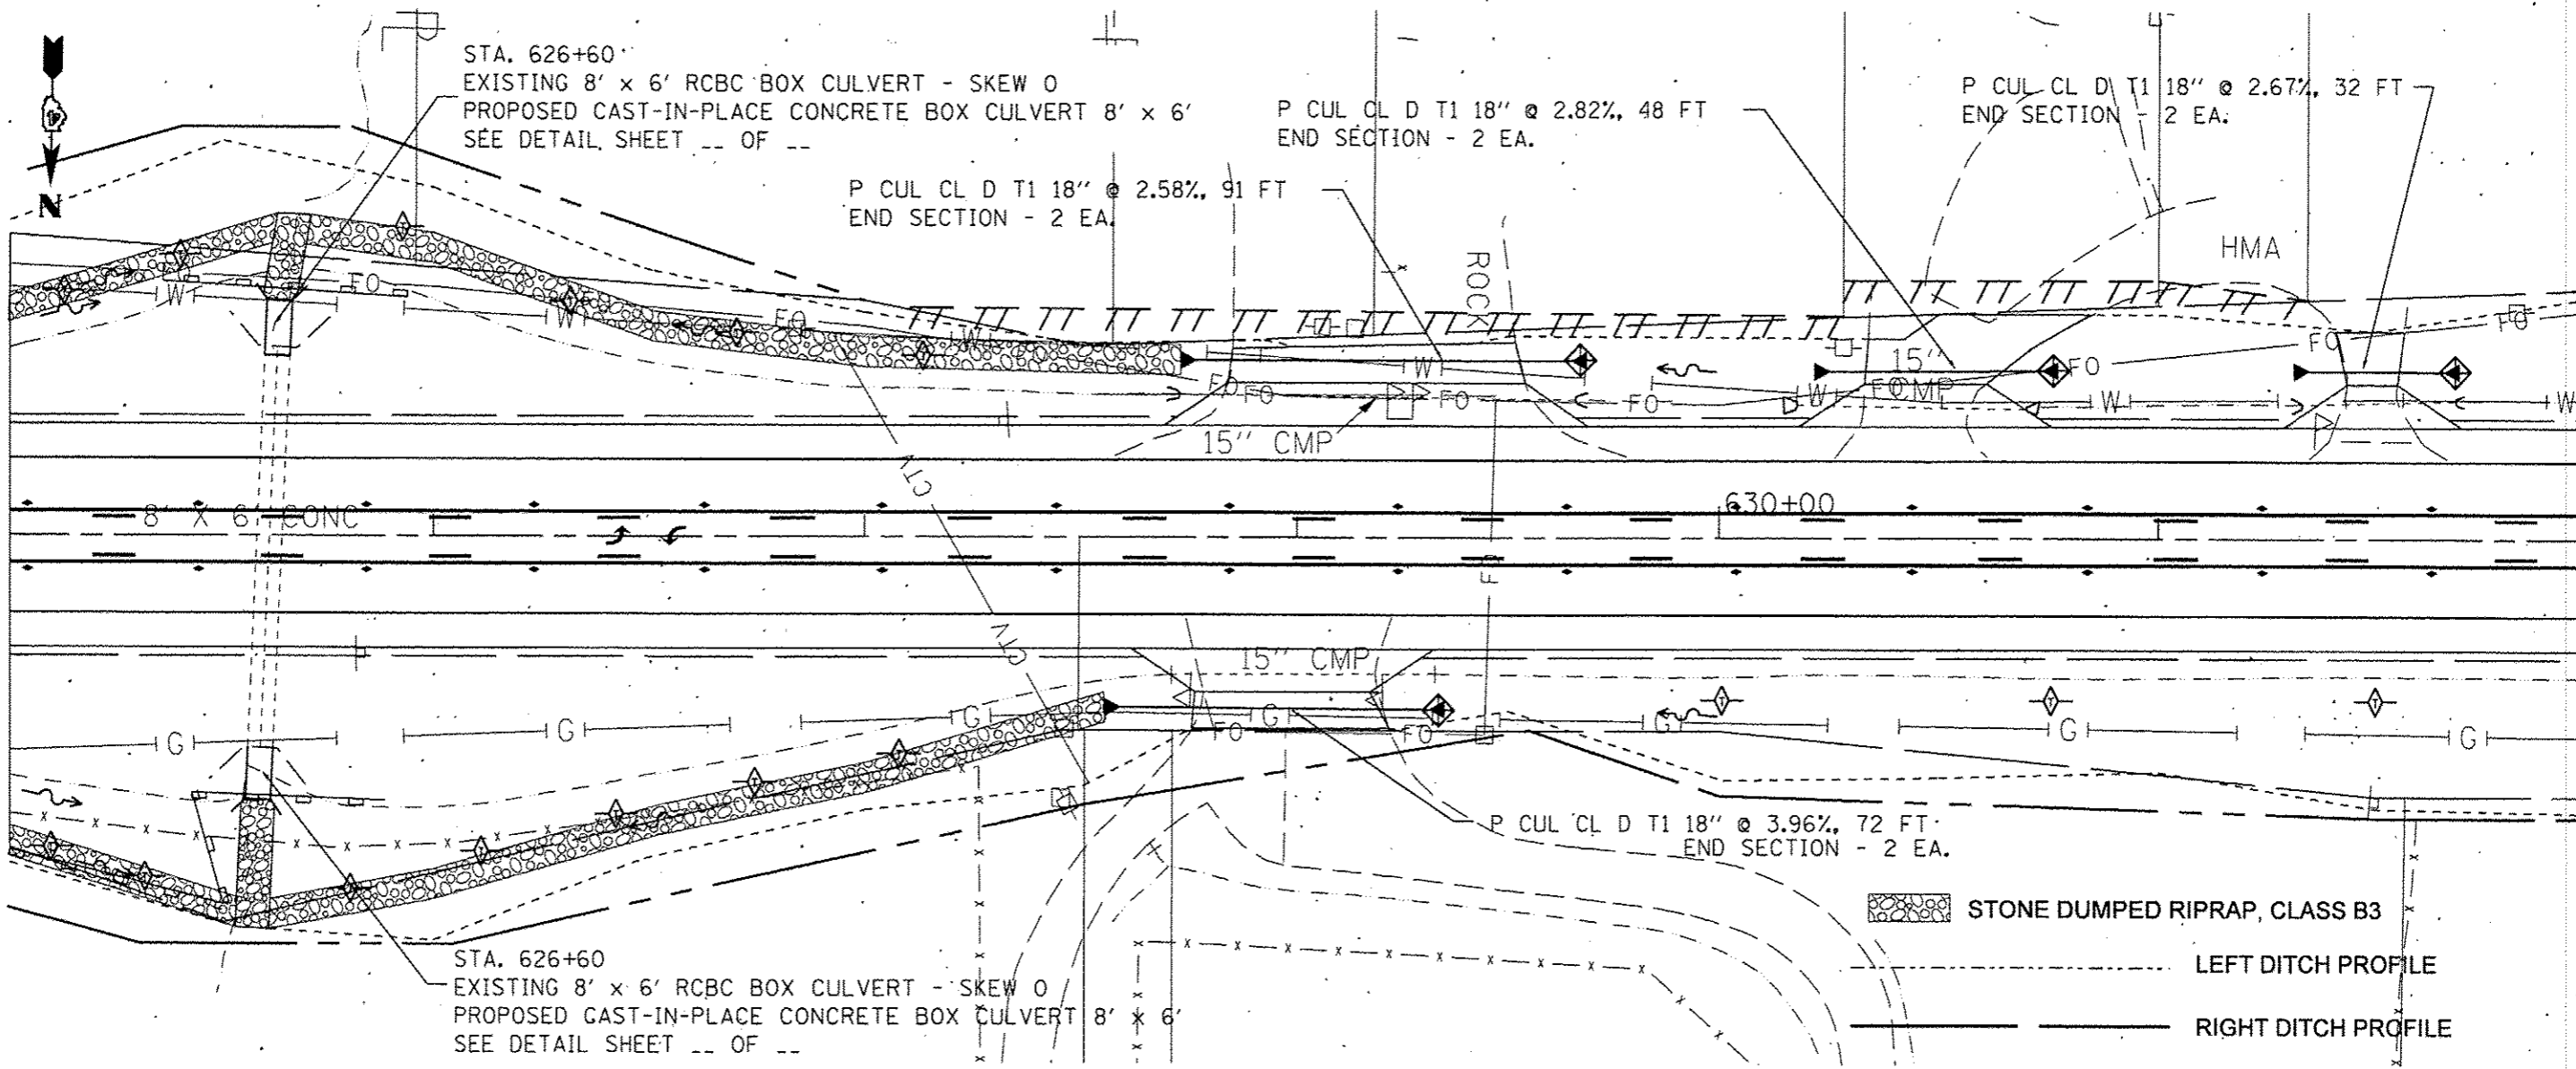 STA. 626+60
EXISTING 8' x 6' RCBC BOX CULVERT - SKEW 0
PROPOSED CAST-IN-PLACE CONCRETE BOX CULVERT 8' x 6'
SEE DETAIL SHEET __ OF __
P CUL CL D T1 18" @ 2.82%, 48 FT
END SECTION - 2 EA.
P CUL CL D T1 18" @ 2.67%, 32 FT
END SECTION - 2 EA.
P CUL CL D T1 18" @ 2.58%, 91 FT
END SECTION - 2 EA.
N
ROCK
HMA
FO
W
W
FO
W
FO
W
15"
CMP
FO
FO
FO
FO
FO
FO
FO
W
W
W
15" CMP
CTV
8' X 6' CONC
630+00
CTV
15" CMP
G
G
G
G
G
G
G
FO
FO
P CUL CL D T1 18" @ 3.96%, 72 FT
END SECTION - 2 EA.
STONE DUMPED RIPRAP, CLASS B3
LEFT DITCH PROFILE
RIGHT DITCH PROFILE
STA. 626+60
EXISTING 8' x 6' RCBC BOX CULVERT - SKEW 0
PROPOSED CAST-IN-PLACE CONCRETE BOX CULVERT 8' x 6'
SEE DETAIL SHEET __ OF __